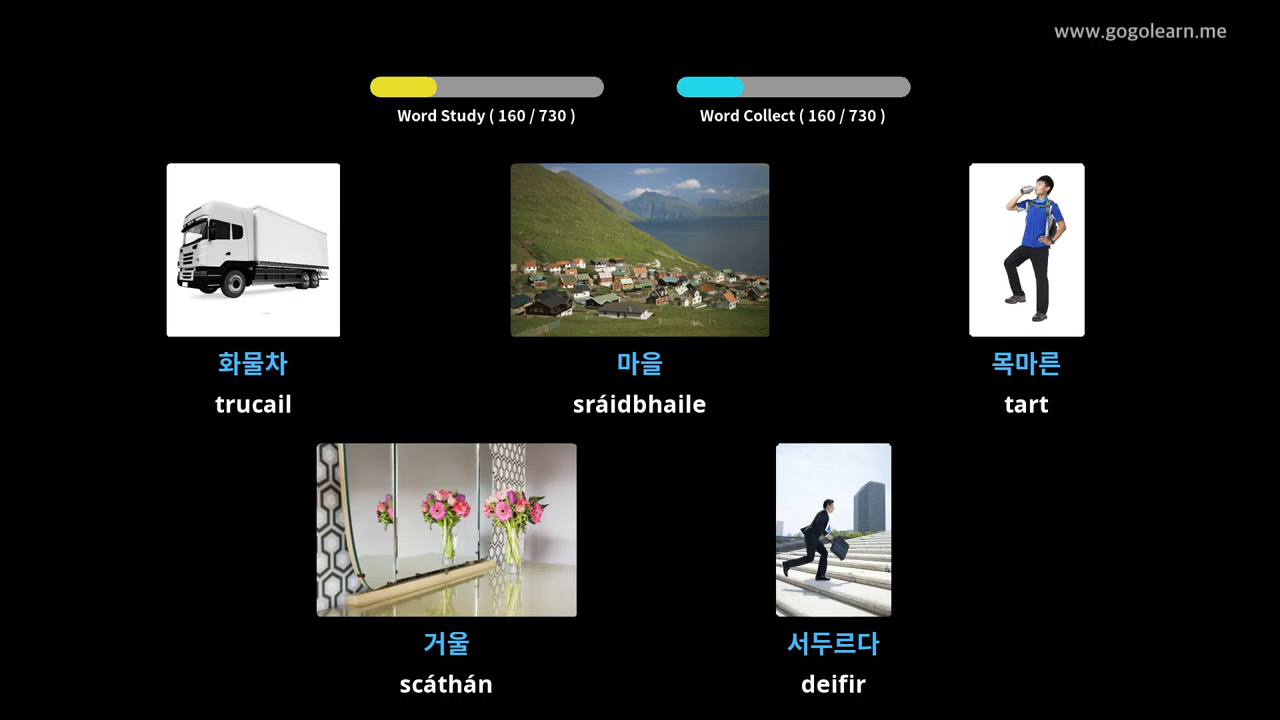 www.gogolearn.me
Word Study ( 160 / 730 )
Word Collect ( 160 / 730 )
화물차
trucail
마을
sráidbhaile
목마른
tart
거울
scáthán
서두르다
deifir